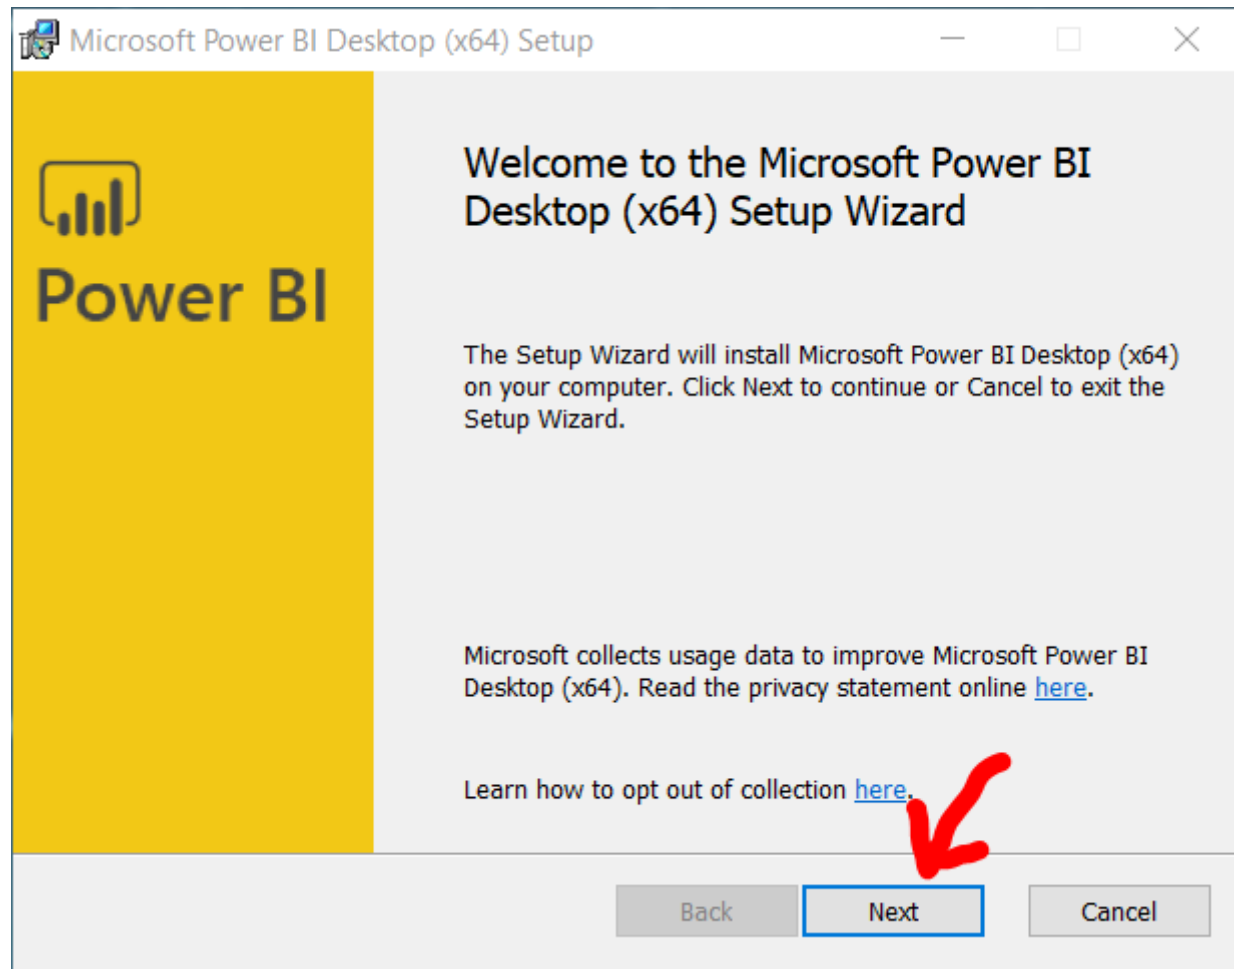 Microsoft Power BI Desktop (x64) Setup
Power BI
Welcome to the Microsoft Power BI
Desktop (x64) Setup Wizard
The Setup Wizard will install Microsoft Power BI Desktop (x64)
on your computer. Click Next to continue or Cancel to exit the
Setup Wizard.
Microsoft collects usage data to improve Microsoft Power BI
Desktop (x64). Read the privacy statement online here.
Learn how to opt out of collection here.
Back
Next
Cancel